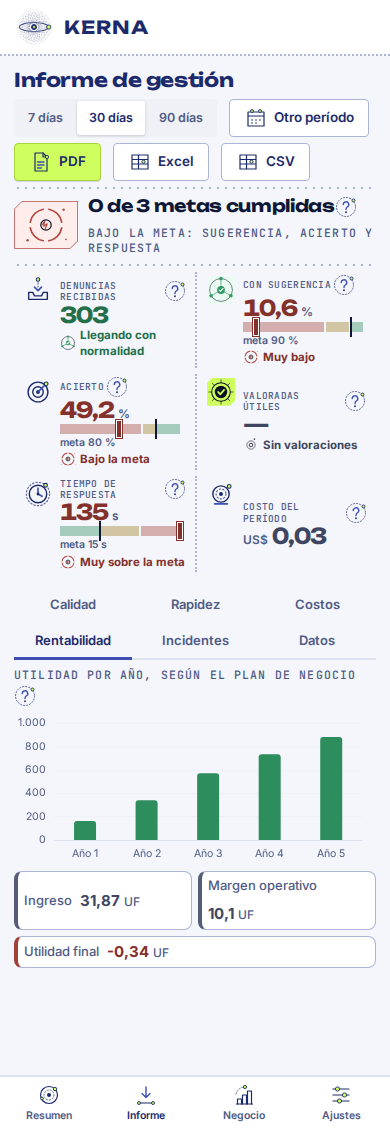 KERNA
Informe de gestión
7 días 30 días 90 días Otro período
PDF Excel CSV
0 de 3 metas cumplidas ?
BAJO LA META: SUGERENCIA, ACIERTO Y
RESPUESTA
DENUNCIAS
RECIBIDAS ?
303
Llegando con
normalidad
CON SUGERENCIA ?
10,6 %
meta 90 %
Muy bajo
ACIERTO ?
49,2 %
meta 80 %
Bajo la meta
VALORADAS
ÚTILES ?
—
Sin valoraciones
TIEMPO DE
RESPUESTA ?
135 s
meta 15 s
Muy sobre la meta
COSTO DEL
PERÍODO ?
US$ 0,03
Calidad Rapidez Costos
Rentabilidad Incidentes Datos
UTILIDAD POR AÑO, SEGÚN EL PLAN DE NEGOCIO
?
1.000
800
600
400
200
0
Año 1 Año 2 Año 3 Año 4 Año 5
Ingreso 31,87 UF
Margen operativo
10,1 UF
Utilidad final -0,34 UF
Resumen Informe Negocio Ajustes